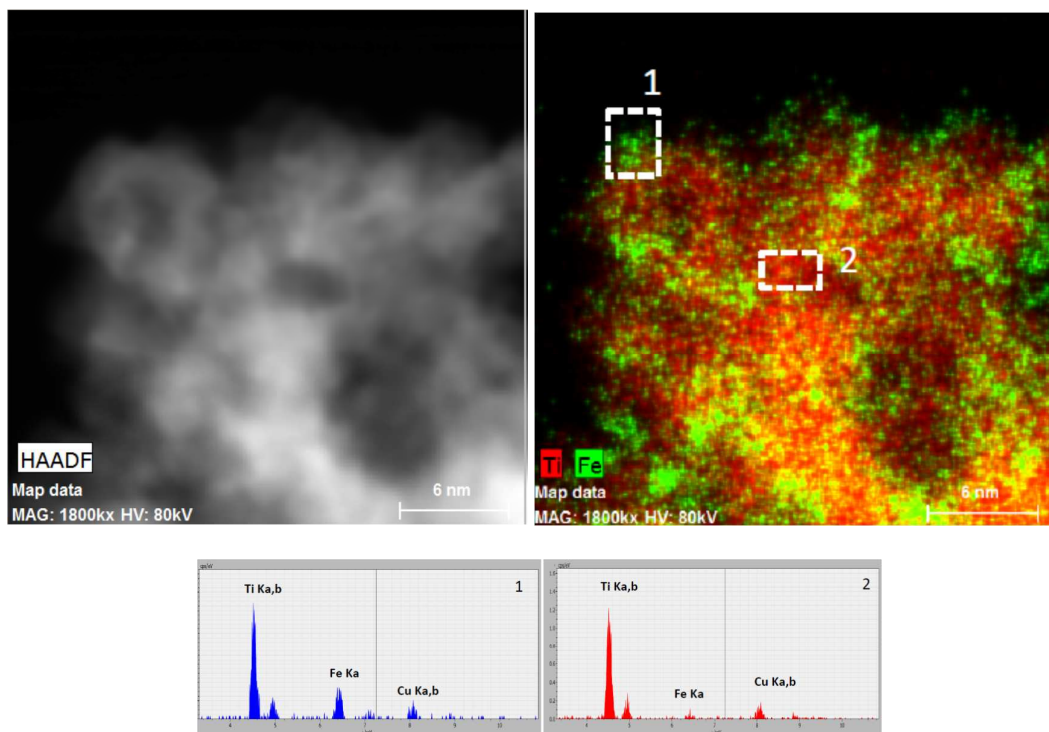 HAADF
Map data
MAG: 1800kx HV: 80kV
6 nm
1
2
Ti Fe
Map data
MAG: 1800kx HV: 80kV
6 nm
Ti Ka,b
Fe Ka
Cu Ka,b
1
Ti Ka,b
Fe Ka
Cu Ka,b
2